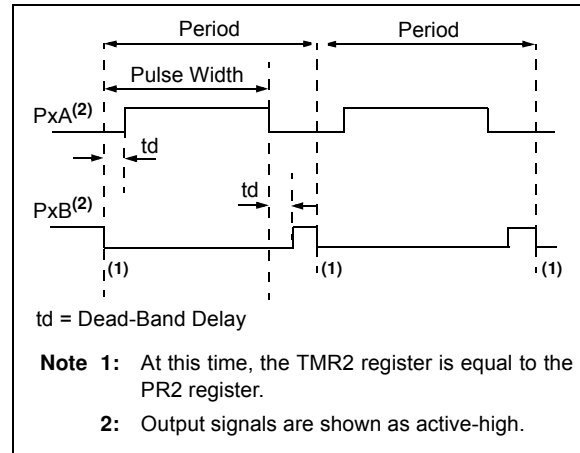 Period Period
Pulse Width
PxA(2)
td
td
PxB(2)
(1) (1) (1)
td = Dead-Band Delay
Note 1: At this time, the TMR2 register is equal to the
PR2 register.
2: Output signals are shown as active-high.